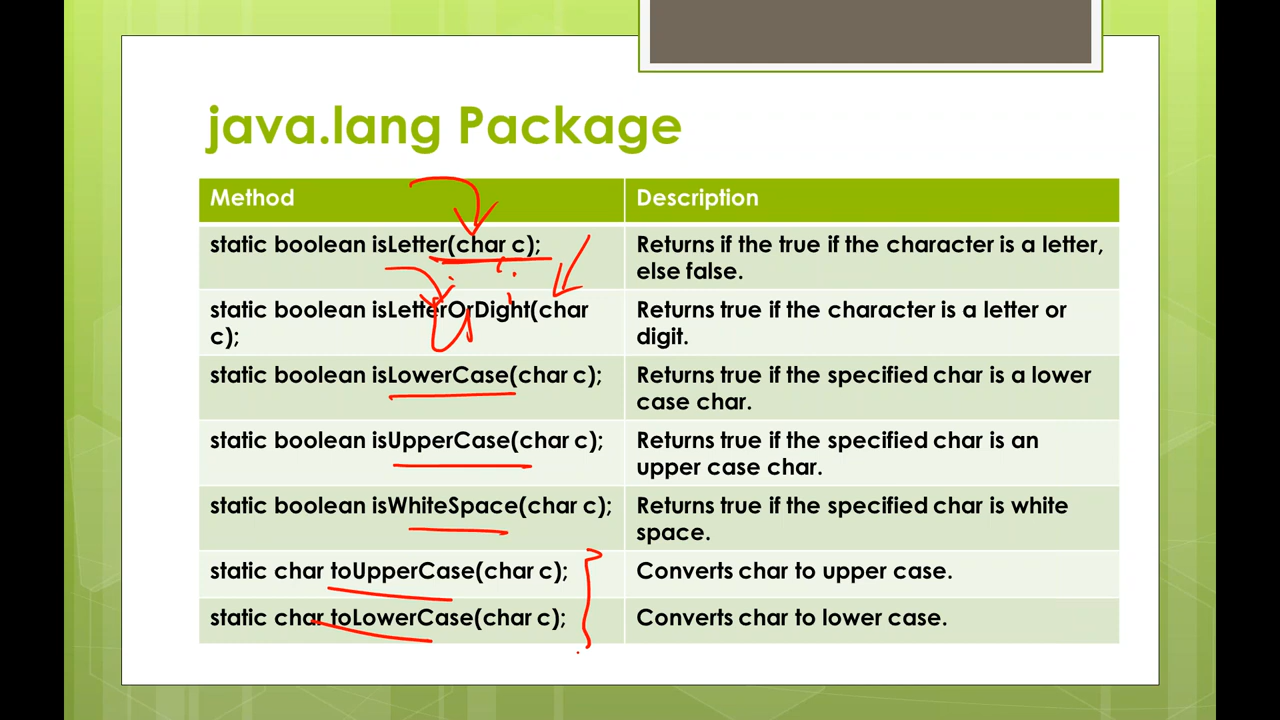 java.lang Package
Method
Description
static boolean isLetter(char c);
Returns if the true if the character is a letter,
else false.
static boolean isLetterOrDight(char
c);
Returns true if the character is a letter or
digit.
static boolean isLowerCase(char c);
Returns true if the specified char is a lower
case char.
static boolean isUpperCase(char c);
Returns true if the specified char is an
upper case char.
static boolean isWhiteSpace(char c);
Returns true if the specified char is white
space.
static char toUpperCase(char c);
Converts char to upper case.
static char toLowerCase(char c);
Converts char to lower case.